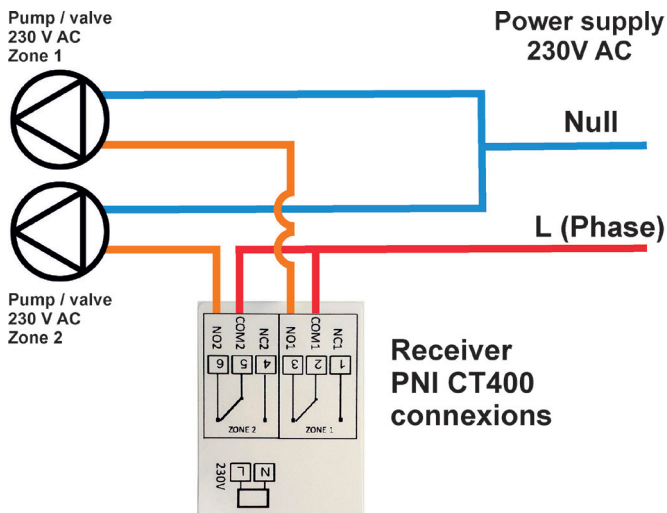 Pump / valve
230 V AC
Zone 1
Power supply
230V AC
Null
L (Phase)
Pump / valve
230 V AC
Zone 2
NO2
COM2
NC2
NO1
COM1
NC1
6
5
4
3
2
1
ZONE 2
ZONE 1
Receiver
PNI CT400
connexions
230V
L
N